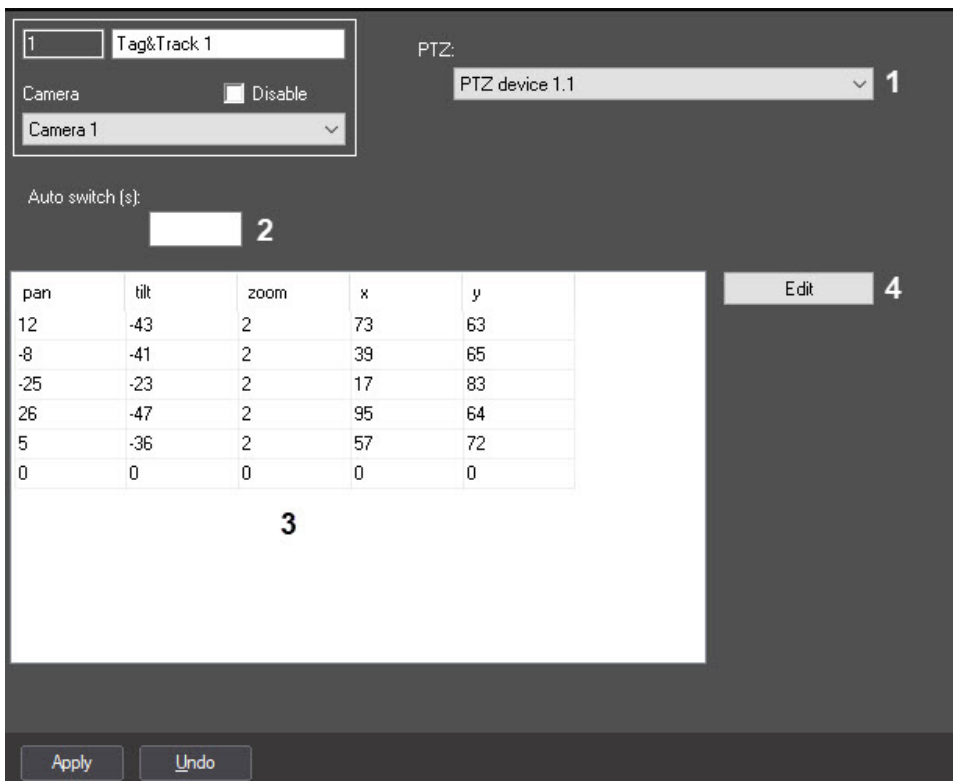 1 Tag&Track 1
PTZ:
PTZ device 1.1 1
Camera Disable
Camera 1
Auto switch (s):
2
pan tilt zoom x y
12 -43 2 73 63
-8 -41 2 39 65
-25 -23 2 17 83
26 -47 2 95 64
5 -36 2 57 72
0 0 0 0 0
3
Edit 4
Apply Undo